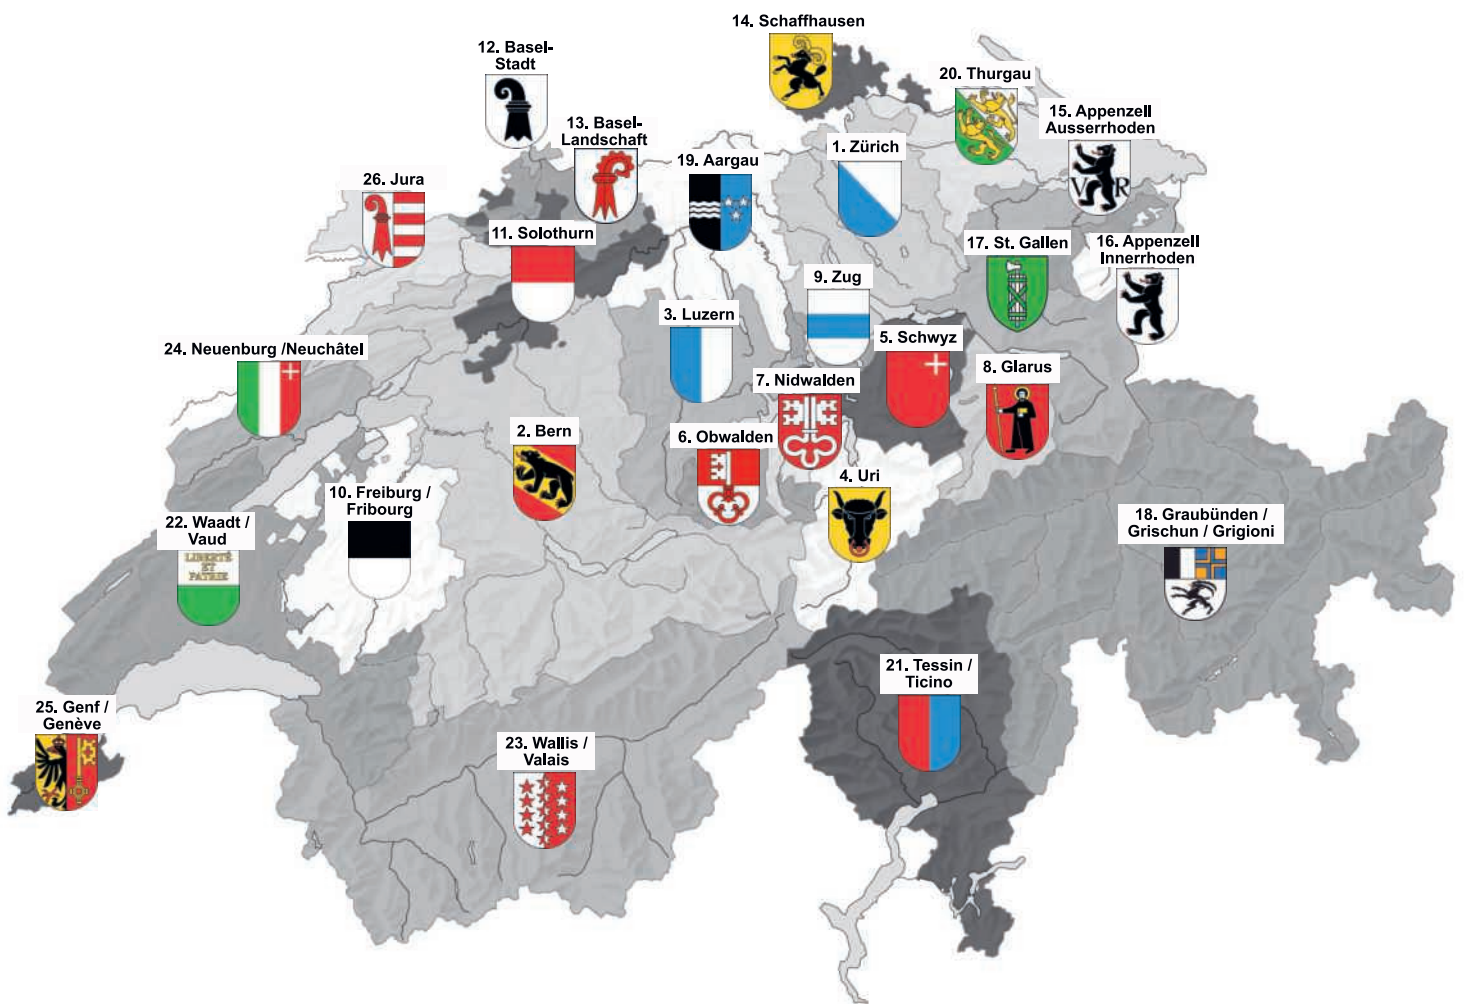 14. Schaffhausen
12. Basel-
Stadt
20. Thurgau
15. Appenzell
Ausserrhoden
13. Basel-
Landschaft
1. Zürich
19. Aargau
26. Jura
V R
11. Solothurn
17. St. Gallen
16. Appenzell
Innerrhoden
9. Zug
3. Luzern
5. Schwyz
24. Neuenburg /Neuchâtel
8. Glarus
7. Nidwalden
2. Bern
6. Obwalden
4. Uri
10. Freiburg /
Fribourg
18. Graubünden /
Grischun / Grigioni
22. Waadt /
Vaud
LIBERTÉ
ET
PATRIE
21. Tessin /
Ticino
25. Genf /
Genève
23. Wallis /
Valais